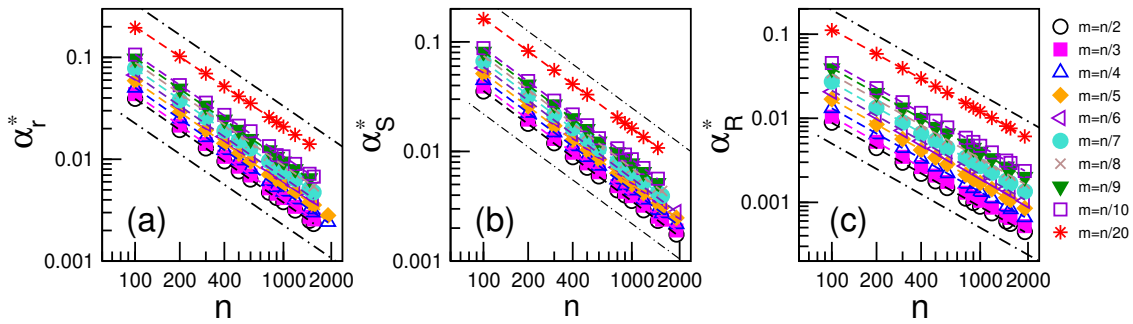 α*r
0.1
0.01
0.001
100 200 400 1000 2000
n
(a)
α*S
0.1
0.01
0.001
100 200 400 1000 2000
n
(b)
α*R
0.1
0.01
0.001
100 200 400 1000 2000
n
(c)
m=n/2
m=n/3
m=n/4
m=n/5
m=n/6
m=n/7
m=n/8
m=n/9
m=n/10
m=n/20